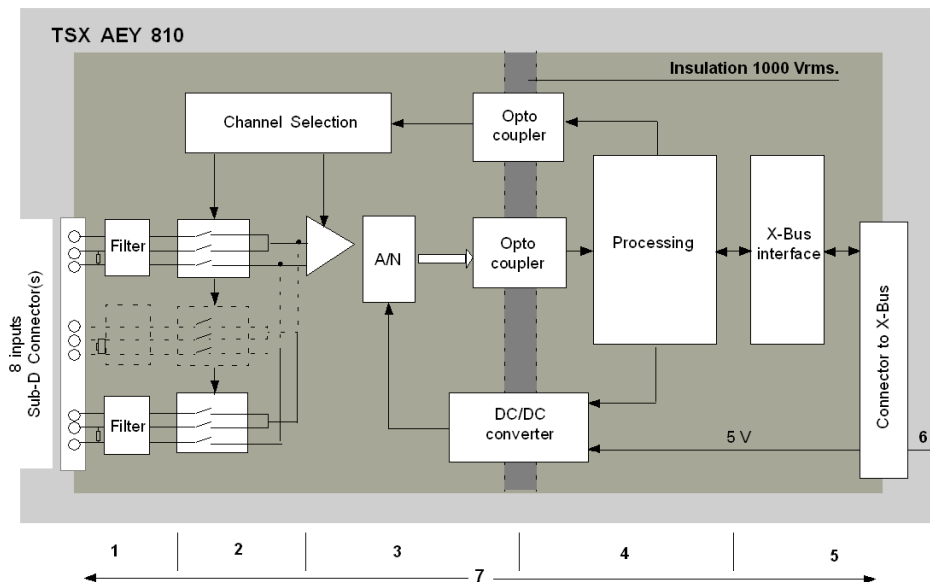 TSX AEY 810
Insulation 1000 Vrms.
Channel Selection
Opto
coupler
Filter
A/N
Opto
coupler
Processing
X-Bus
interface
8 inputs
Sub-D Connector(s)
Connector to X-Bus
Filter
DC/DC
converter
5 V
6
1
2
3
4
5
7